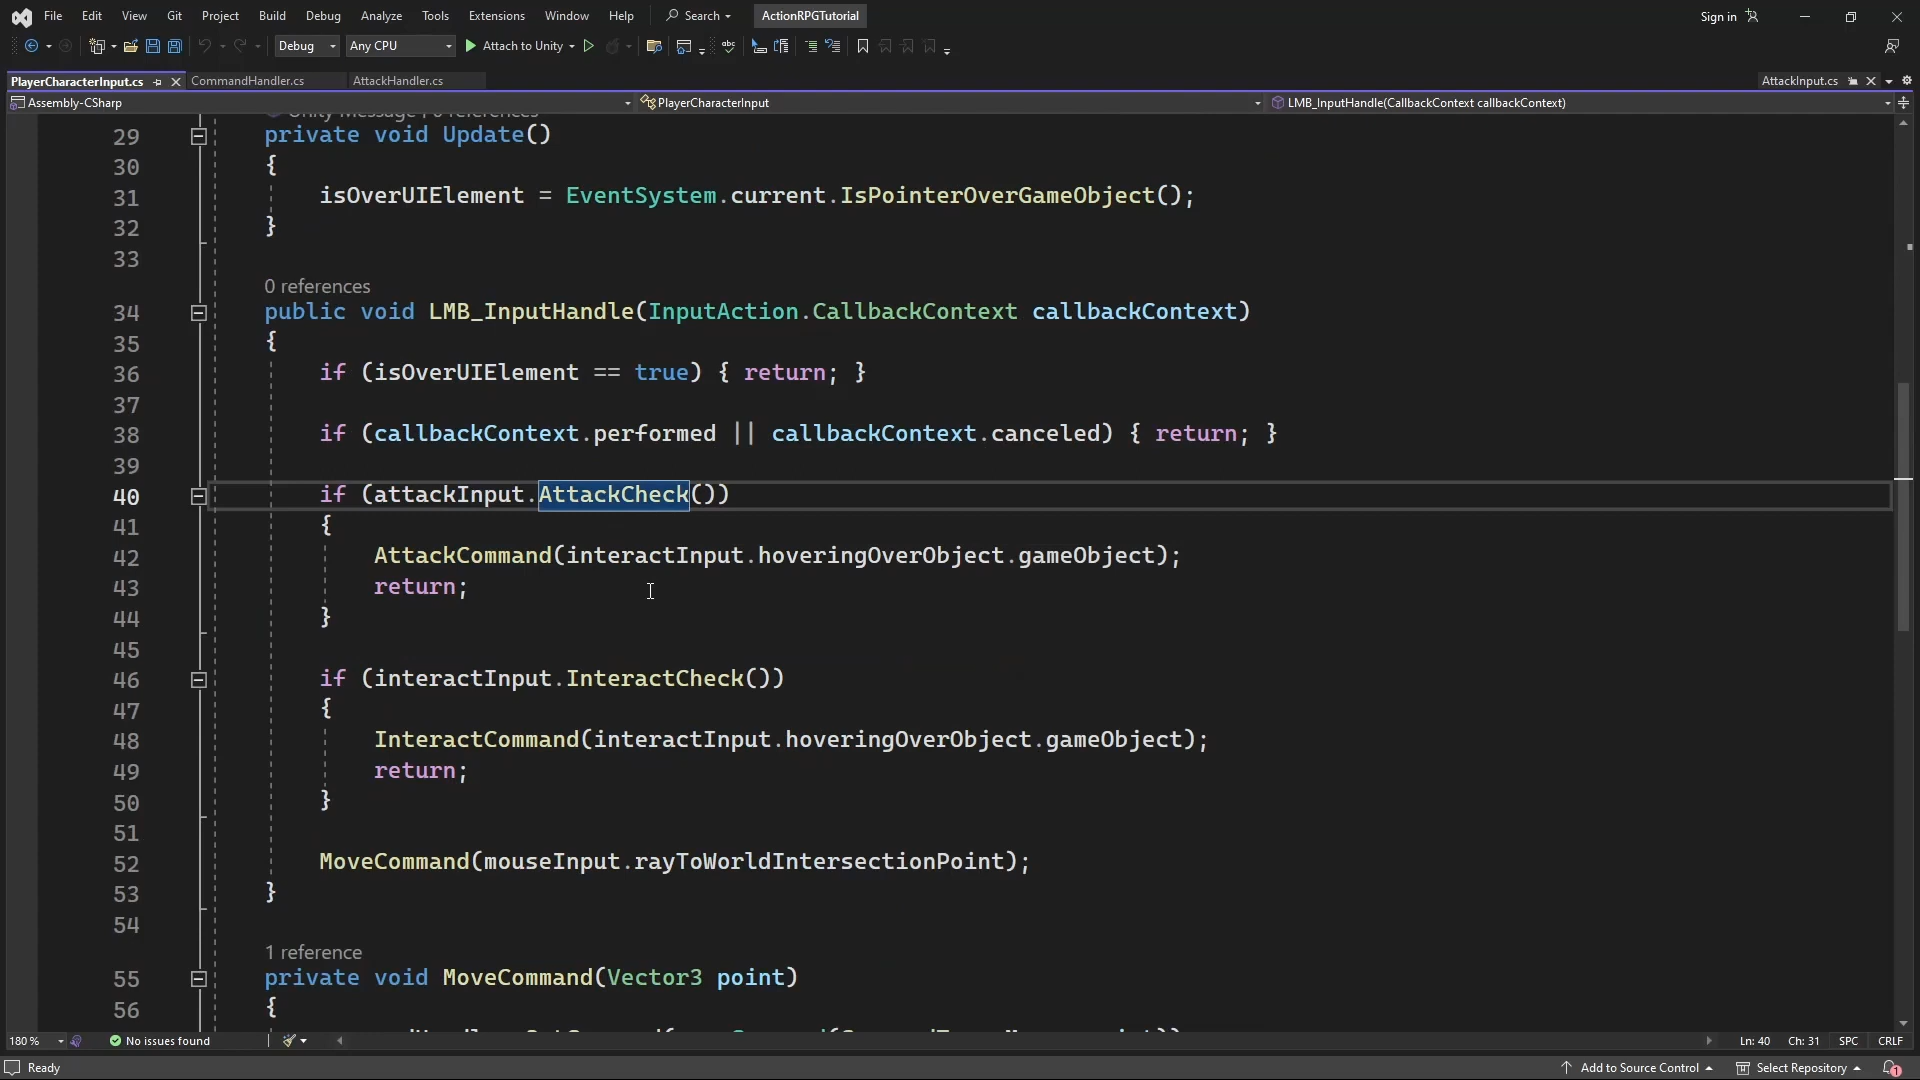 File Edit View Git Project Build Debug Analyze Tools Extensions Window Help Search ActionRPGTutorial Sign in
Debug Any CPU Attach to Unity
PlayerCharacterInput.cs CommandHandler.cs AttackHandler.cs AttackInput.cs
Assembly-CSharp PlayerCharacterInput LMB_InputHandle(CallbackContext callbackContext)
29 private void Update()
30 {
31 isOverUIElement = EventSystem.current.IsPointerOverGameObject();
32 }
33
0 references
34 public void LMB_InputHandle(InputAction.CallbackContext callbackContext)
35 {
36 if (isOverUIElement == true) { return; }
37
38 if (callbackContext.performed || callbackContext.canceled) { return; }
39
40 if (attackInput.AttackCheck())
41 {
42 AttackCommand(interactInput.hoveringOverObject.gameObject);
43 return;
44 }
45
46 if (interactInput.InteractCheck())
47 {
48 InteractCommand(interactInput.hoveringOverObject.gameObject);
49 return;
50 }
51
52 MoveCommand(mouseInput.rayToWorldIntersectionPoint);
53 }
54
1 reference
55 private void MoveCommand(Vector3 point)
56 {
180 % No issues found Ln: 40 Ch: 31 SPC CRLF
Ready Add to Source Control Select Repository 1